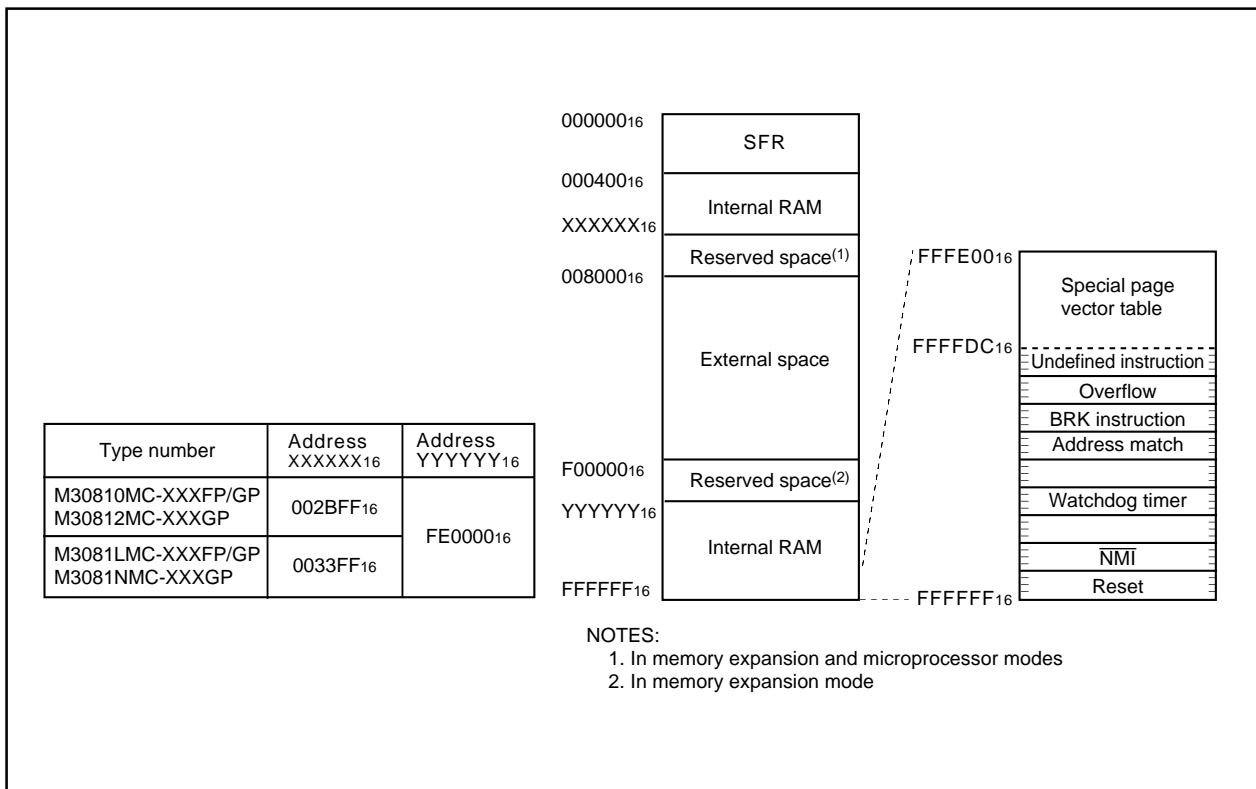 000000₁₆
SFR
000400₁₆
Internal RAM
XXXXXX₁₆
Reserved space(1)
008000₁₆
External space
F00000₁₆
Reserved space(2)
YYYYYY₁₆
Internal RAM
FFFFFF₁₆
FFFE00₁₆
Special page
vector table
FFFFDC₁₆
Undefined instruction
Overflow
BRK instruction
Address match
Watchdog timer
NMI
Reset
FFFFFF₁₆
Type number
Address
XXXXXX₁₆
Address
YYYYYY₁₆
M30810MC-XXXFP/GP
M30812MC-XXXGP
002BFF₁₆
FE0000₁₆
M3081LMC-XXXFP/GP
M3081NMC-XXXGP
0033FF₁₆
NOTES:
1. In memory expansion and microprocessor modes
2. In memory expansion mode